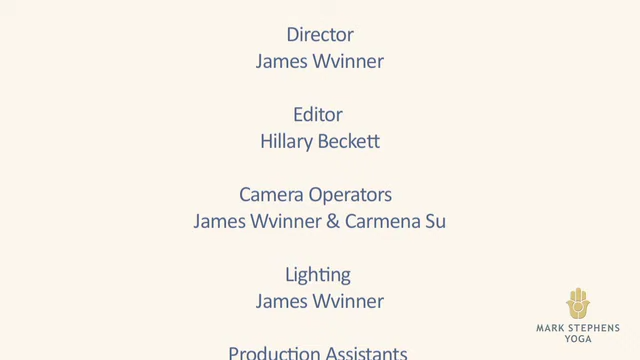 Director
James Wvinner
Editor
Hillary Beckett
Camera Operators
James Wvinner & Carmena Su
Lighting
James Wvinner
MARK STEPHENS
YOGA
Production Assistants